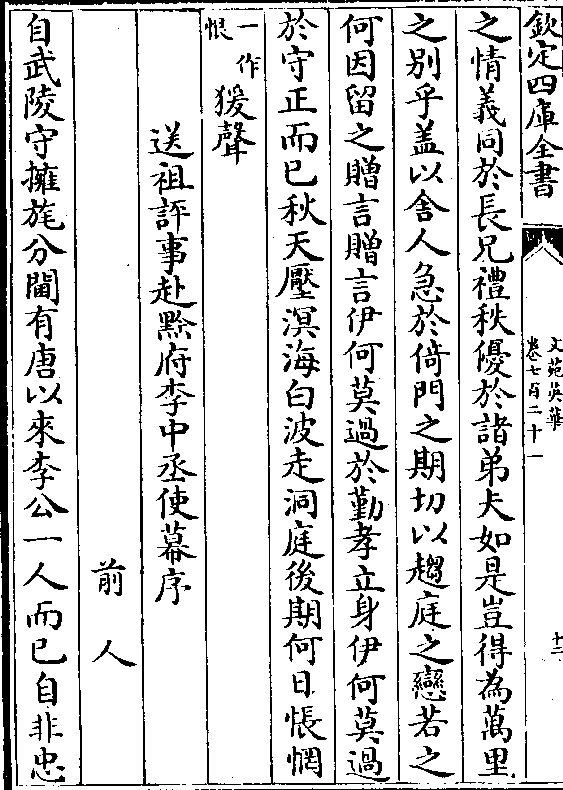 欽定四庫全書
文苑英華
卷七百二十一
十二
之情義同於長兄禮秩優於諸弟夫如是豈得為萬里
之别乎盖以舍人急於倚門之期切以趨庭之戀若之
何因留之贈言贈言伊何莫過於勤孝立身伊何莫過
於守正而已秋天壓溟海白波走洞庭後期何日悵惘
一作
恨
猨聲
送祖評事赴黔府李中丞使幕序
前人
自武陵守擁旄分閫有唐以來李公一人而已自非忠